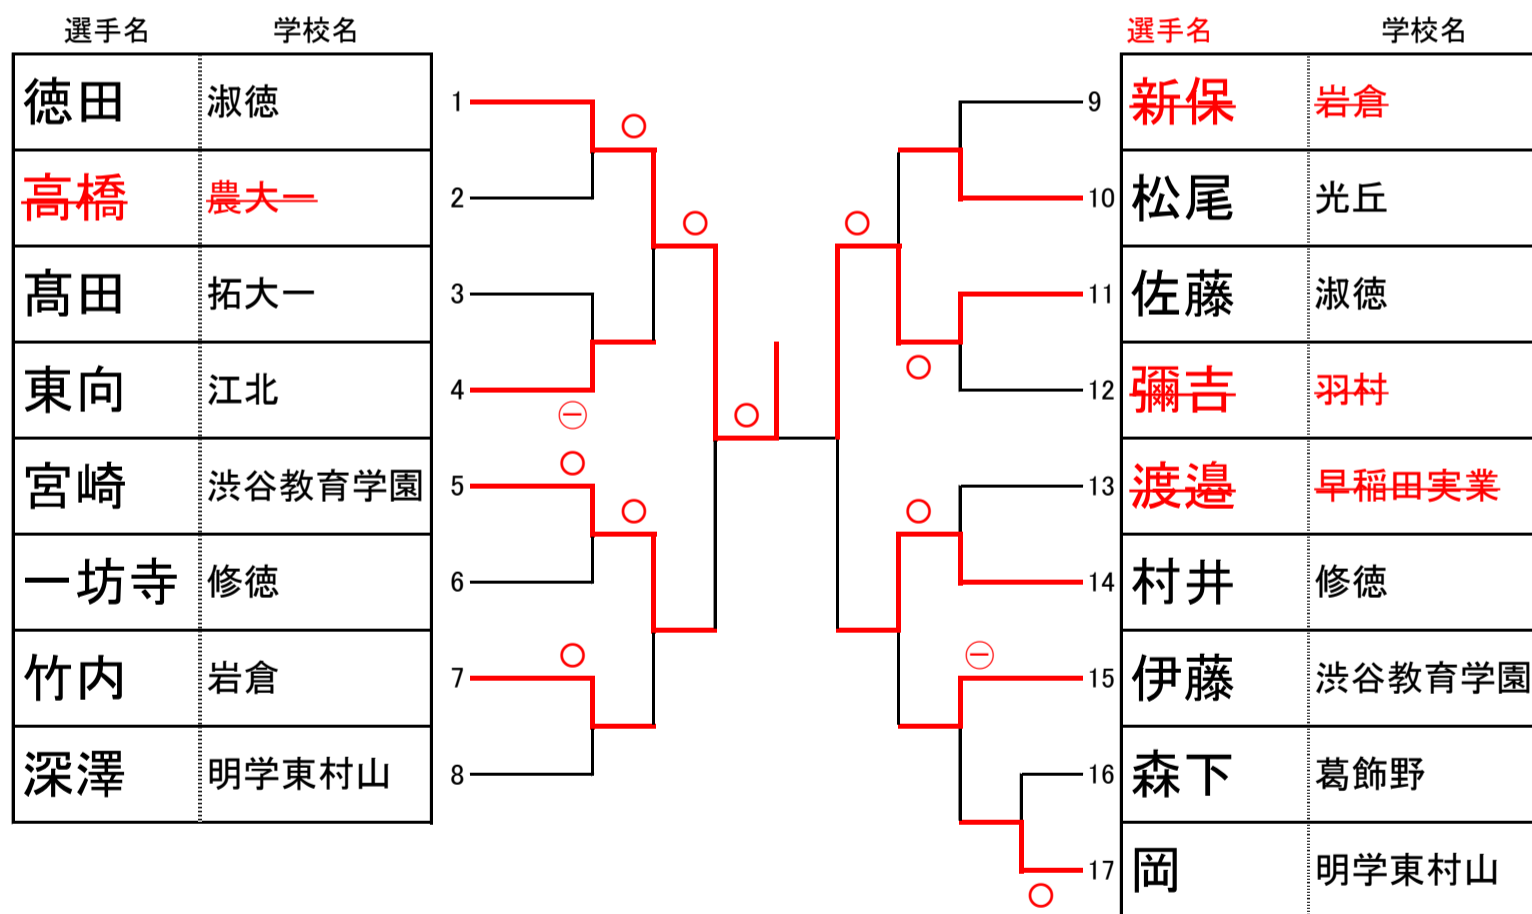 選手名 学校名
1 徳田 淑徳
2 高橋 農大一
3 髙田 拓大一
4 東向 江北
5 宮崎 渋谷教育学園
6 一坊寺 修徳
7 竹内 岩倉
8 深澤 明学東村山
選手名 学校名
9 新保 岩倉
10 松尾 光丘
11 佐藤 淑徳
12 彌吉 羽村
13 渡邉 早稲田実業
14 村井 修徳
15 伊藤 渋谷教育学園
16 森下 葛飾野
17 岡 明学東村山